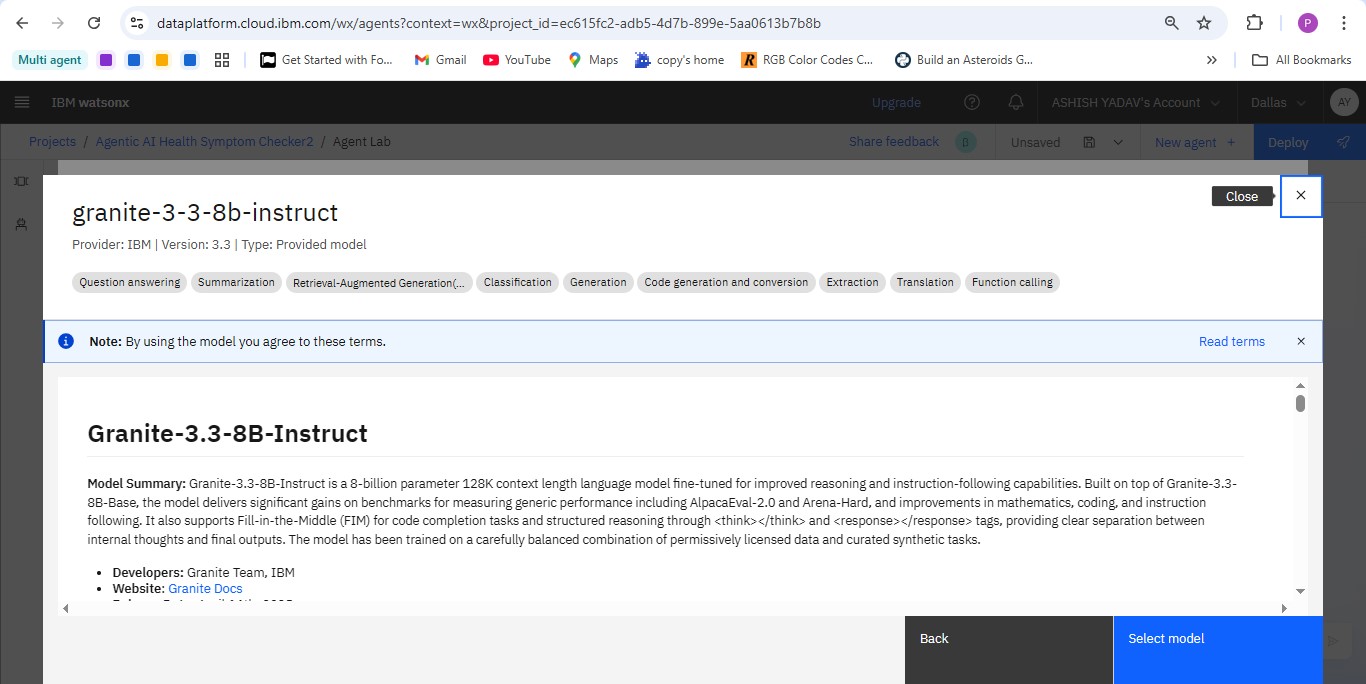 dataplatform.cloud.ibm.com/wx/agents?context=wx&project_id=ec615fc2-adb5-4d7b-899e-5aa0613b7b8b
P
Multi agent
Get Started with Fo...
Gmail
YouTube
Maps
copy's home
R
RGB Color Codes C...
Build an Asteroids G...
All Bookmarks
IBM watsonx
Upgrade
ASHISH YADAV's Account
Dallas
AY
Projects / Agentic AI Health Symptom Checker2 / Agent Lab
Share feedback
Unsaved
New agent +
Deploy
granite-3-3-8b-instruct
Close
Provider: IBM | Version: 3.3 | Type: Provided model
Question answering
Summarization
Retrieval-Augmented Generation(...
Classification
Generation
Code generation and conversion
Extraction
Translation
Function calling
Note: By using the model you agree to these terms.
Read terms
Granite-3.3-8B-Instruct
Model Summary: Granite-3.3-8B-Instruct is a 8-billion parameter 128K context length language model fine-tuned for improved reasoning and instruction-following capabilities. Built on top of Granite-3.3-
8B-Base, the model delivers significant gains on benchmarks for measuring generic performance including AlpacaEval-2.0 and Arena-Hard, and improvements in mathematics, coding, and instruction
following. It also supports Fill-in-the-Middle (FIM) for code completion tasks and structured reasoning through <think></think> and <response></response> tags, providing clear separation between
internal thoughts and final outputs. The model has been trained on a carefully balanced combination of permissively licensed data and curated synthetic tasks.
• Developers: Granite Team, IBM
• Website: Granite Docs
Back
Select model